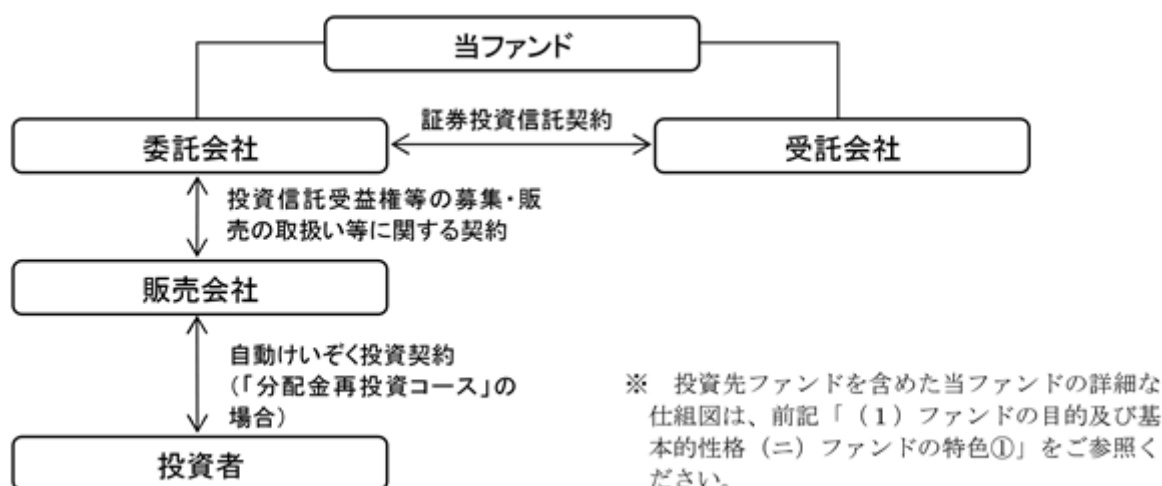 当ファンド
証券投資信託契約
委託会社
受託会社
投資信託受益権等の募集・販
売の取扱い等に関する契約
販売会社
自動けいぞく投資契約
(「分配金再投資コース」の
場合)
投資者
※ 投資先ファンドを含めた当ファンドの詳細な
仕組図は、前記「(1)ファンドの目的及び基
本的性格(ニ)ファンドの特色①」をご参照く
ださい。